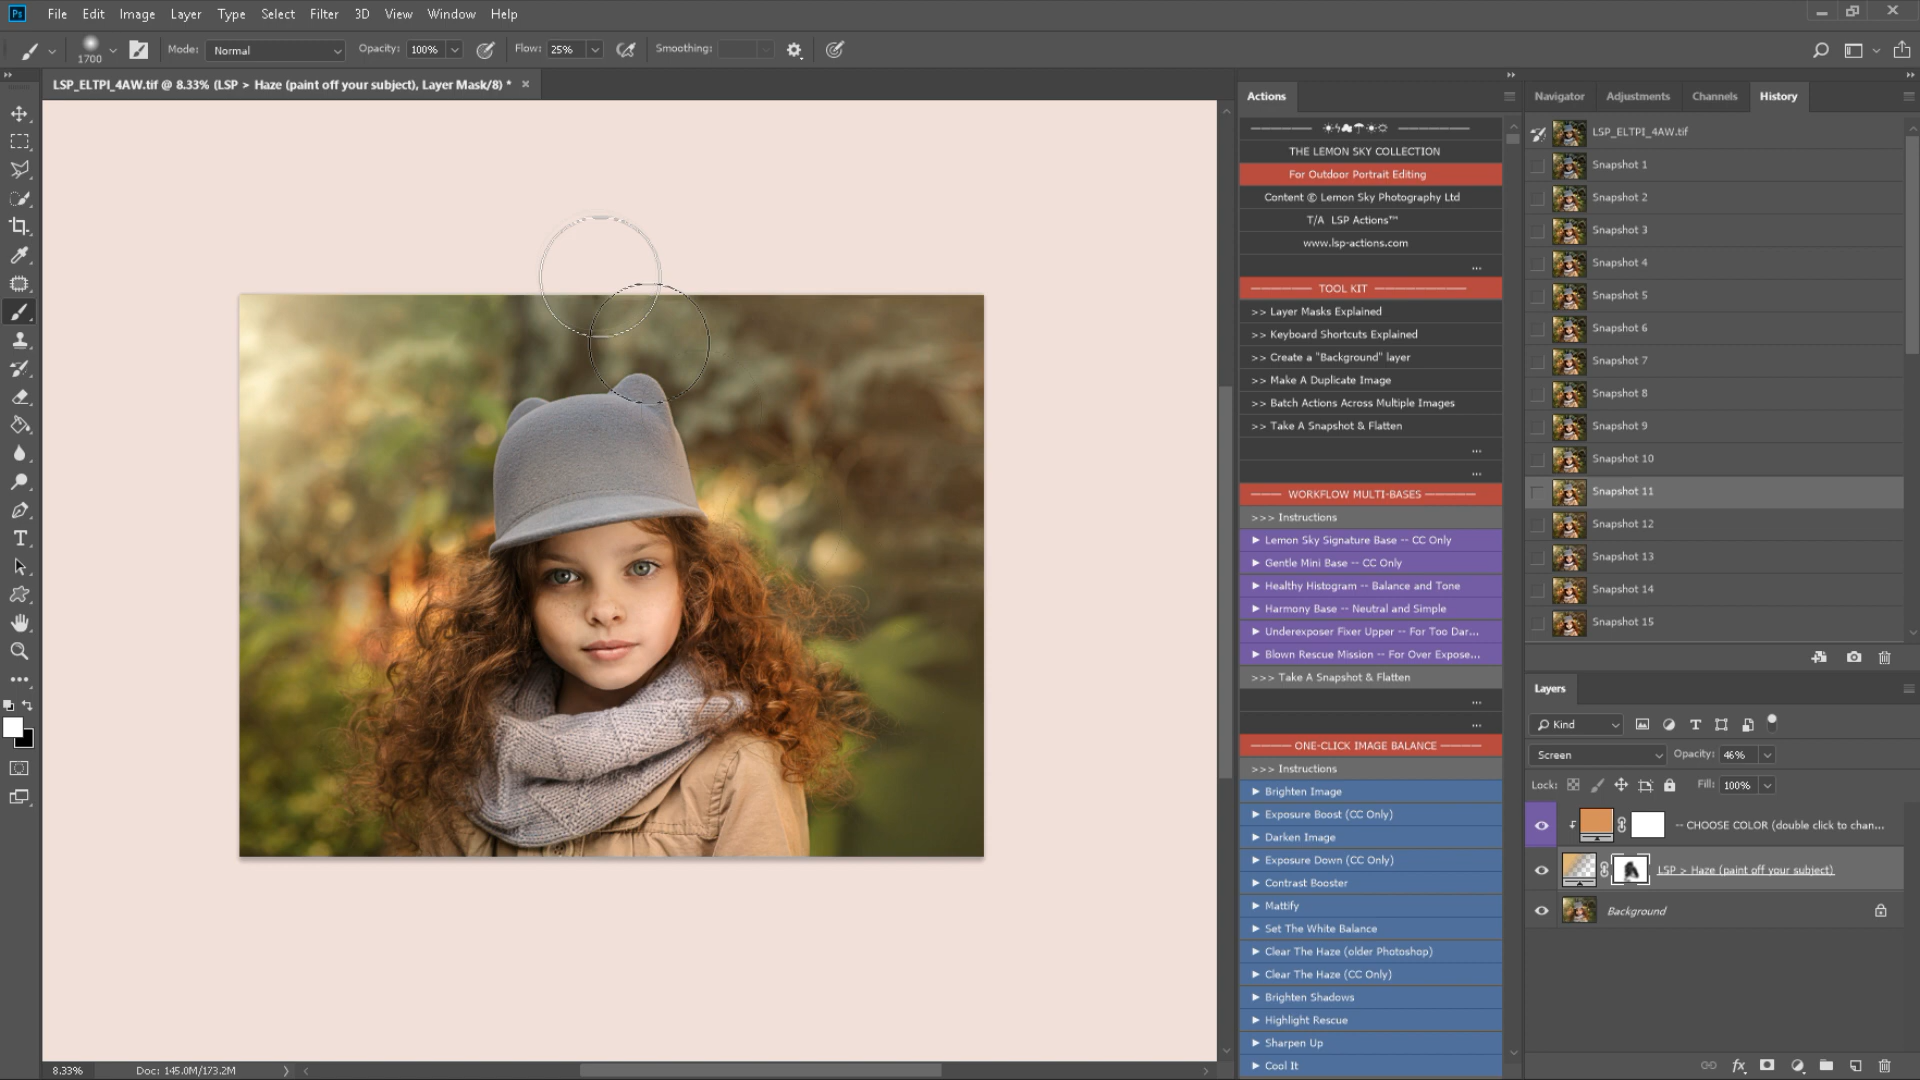 Ps File Edit Image Layer Type Select Filter 3D View Window Help
1700 Mode: Normal Opacity: 100% Flow: 25% Smoothing:
LSP_ELTPI_4AW.tif @ 8.33% (LSP > Haze (paint off your subject), Layer Mask/8) * ×
Actions
THE LEMON SKY COLLECTION
For Outdoor Portrait Editing
Content © Lemon Sky Photography Ltd
T/A LSP Actions™
www.lsp-actions.com
...
TOOL KIT
>> Layer Masks Explained
>> Keyboard Shortcuts Explained
>> Create a "Background" layer
>> Make A Duplicate Image
>> Batch Actions Across Multiple Images
>> Take A Snapshot & Flatten
...
...
WORKFLOW MULTI-BASES
>>> Instructions
Lemon Sky Signature Base -- CC Only
Gentle Mini Base -- CC Only
Healthy Histogram -- Balance and Tone
Harmony Base -- Neutral and Simple
Underexposer Fixer Upper -- For Too Dar...
Blown Rescue Mission -- For Over Expose...
>>> Take A Snapshot & Flatten
...
...
ONE-CLICK IMAGE BALANCE
>>> Instructions
Brighten Image
Exposure Boost (CC Only)
Darken Image
Exposure Down (CC Only)
Contrast Booster
Mattify
Set The White Balance
Clear The Haze (older Photoshop)
Clear The Haze (CC Only)
Brighten Shadows
Highlight Rescue
Sharpen Up
Cool It
Navigator Adjustments Channels History
LSP_ELTPI_4AW.tif
Snapshot 1
Snapshot 2
Snapshot 3
Snapshot 4
Snapshot 5
Snapshot 6
Snapshot 7
Snapshot 8
Snapshot 9
Snapshot 10
Snapshot 11
Snapshot 12
Snapshot 13
Snapshot 14
Snapshot 15
Layers
Kind
Screen Opacity: 46%
Lock: Fill: 100%
-- CHOOSE COLOR (double click to chan...
LSP > Haze (paint off your subject)
Background
fx
8.33% Doc: 145.0M/173.2M